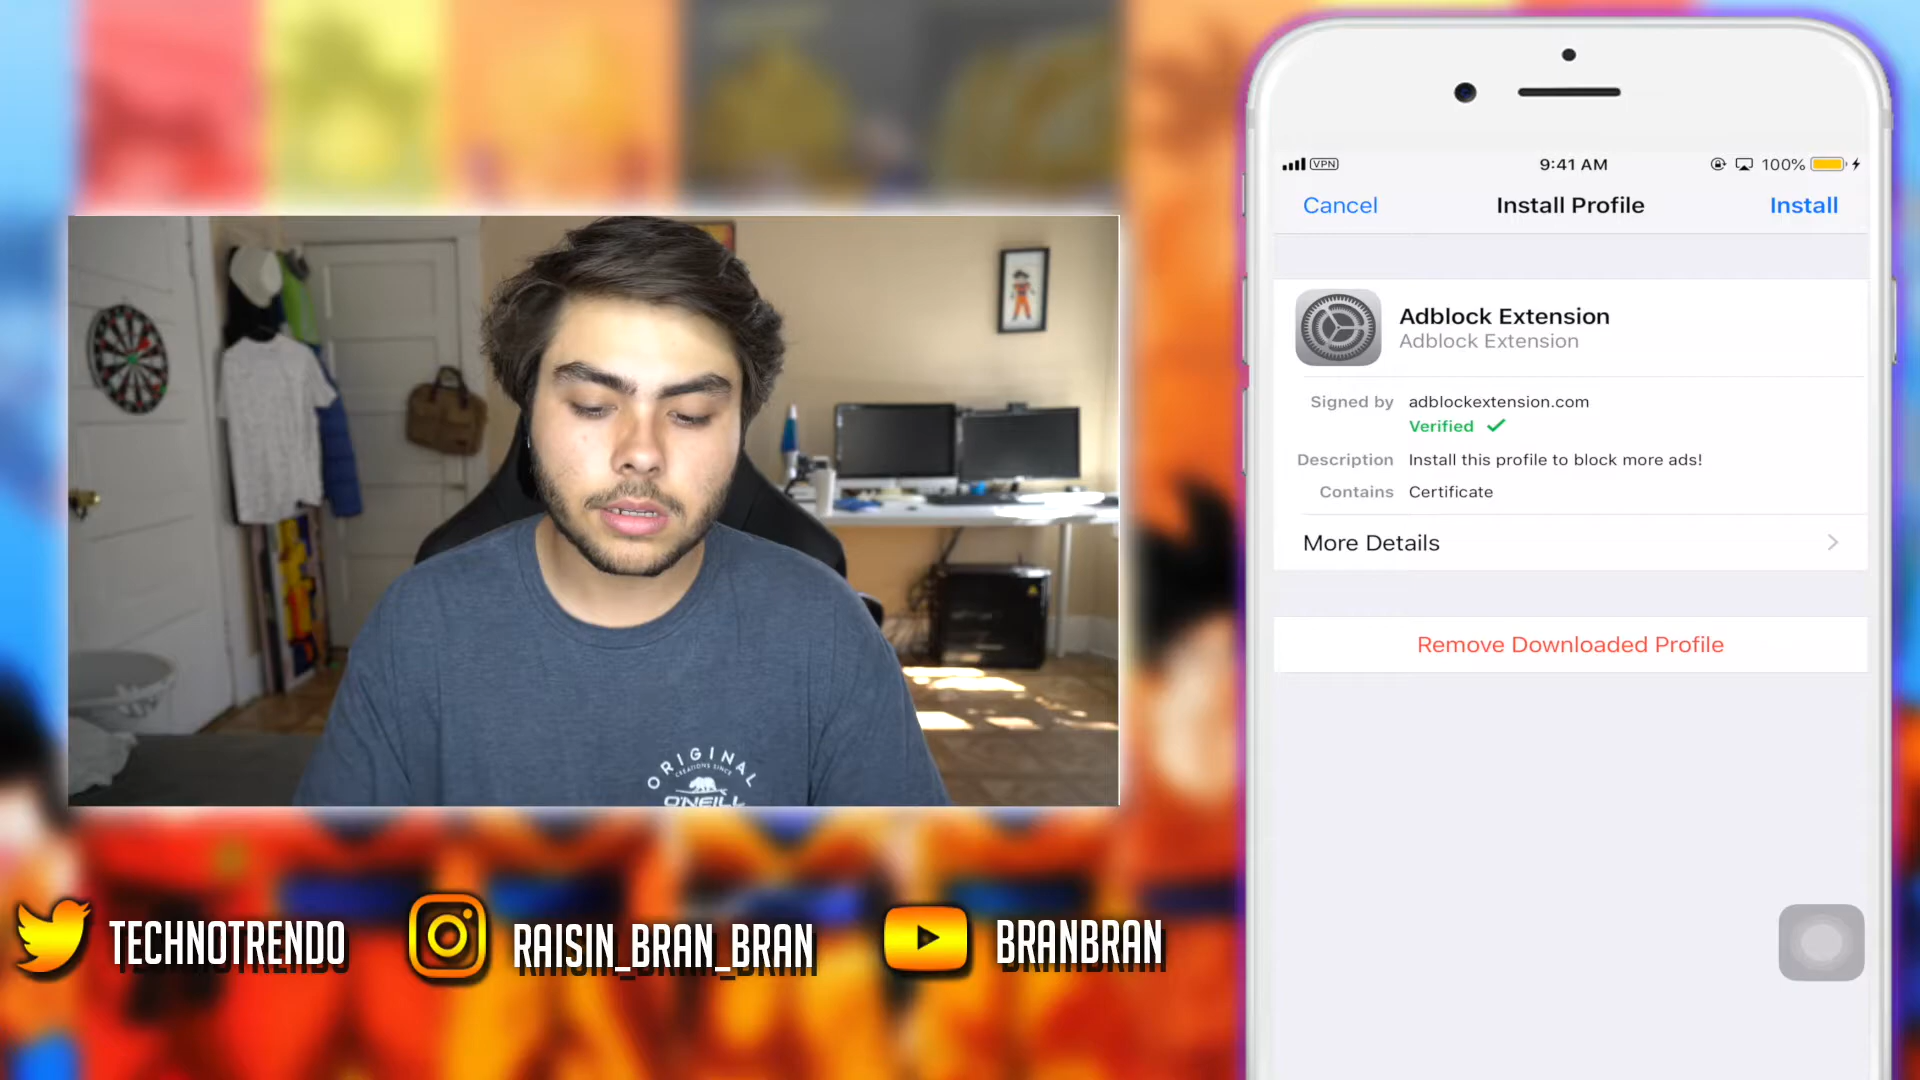 VPN
9:41 AM
100%
Cancel
Install Profile
Install
Adblock Extension
Adblock Extension
Signed by adblockextension.com
Verified
Description Install this profile to block more ads!
Contains Certificate
More Details
Remove Downloaded Profile
ORIGINAL
CREATIONS SINCE
O'NEILL
TECHNOTRENDO
RAISIN_BRAN_BRAN
BRANBRAN